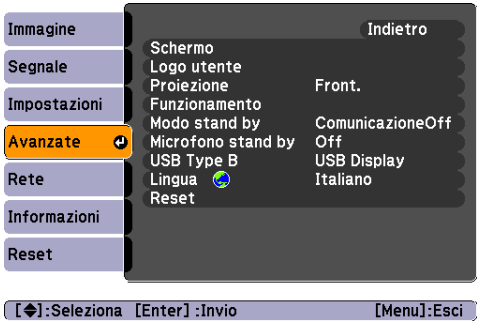 Immagine
Segnale
Impostazioni
Avanzate
Rete
Informazioni
Reset
Indietro
Schermo
Logo utente
Proiezione Front.
Funzionamento
Modo stand by ComunicazioneOff
Microfono stand by Off
USB Type B USB Display
Lingua Italiano
Reset
[◆]:Seleziona [Enter] :Invio [Menu]:Esci